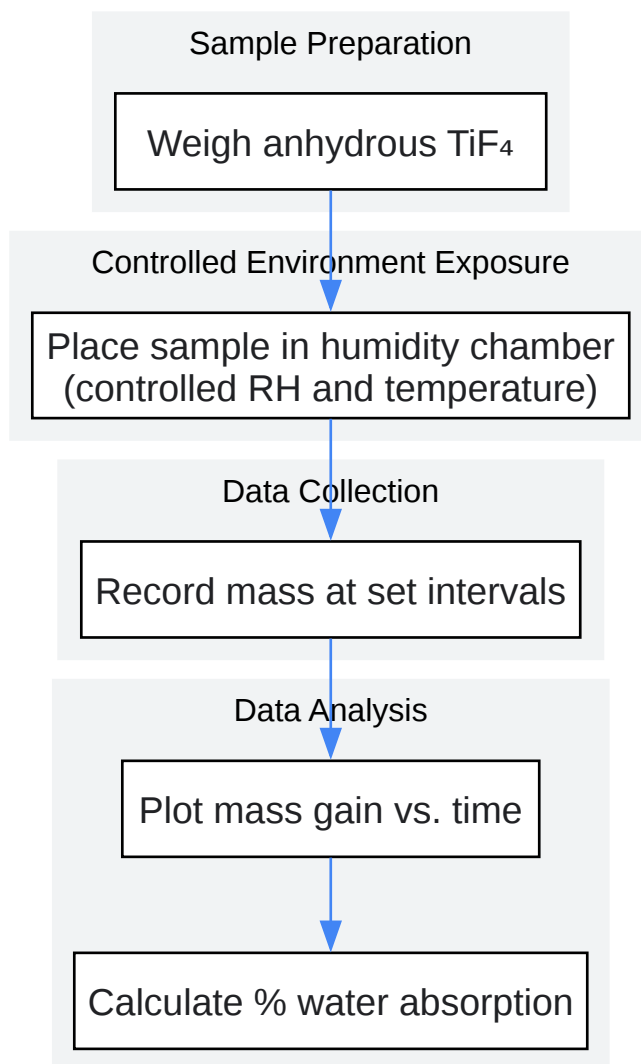 Sample Preparation
Weigh anhydrous TiF₄
Controlled Environment Exposure
Place sample in humidity chamber
(controlled RH and temperature)
Data Collection
Record mass at set intervals
Data Analysis
Plot mass gain vs. time
Calculate % water absorption